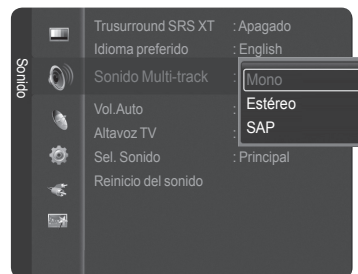 Sonido
Trusurround SRS XT : Apagado
Idioma preferido : English
Sonido Multi-track : Mono
Estéreo
Vol.Auto :
SAP
Altavoz TV :
Sel. Sonido : Principal
Reinicio del sonido